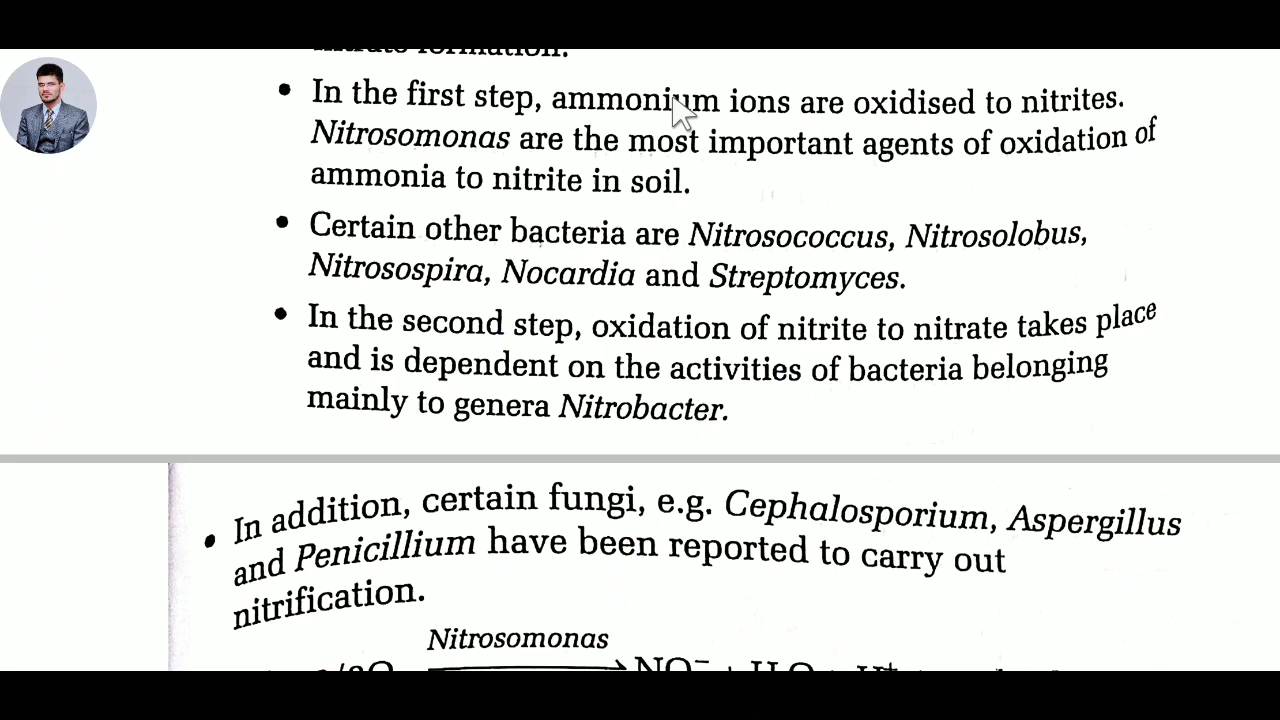 nitrate formation.
• In the first step, ammonium ions are oxidised to nitrites.
Nitrosomonas are the most important agents of oxidation of
ammonia to nitrite in soil.
• Certain other bacteria are Nitrosococcus, Nitrosolobus,
Nitrosospira, Nocardia and Streptomyces.
• In the second step, oxidation of nitrite to nitrate takes place
and is dependent on the activities of bacteria belonging
mainly to genera Nitrobacter.
• In addition, certain fungi, e.g. Cephalosporium, Aspergillus
and Penicillium have been reported to carry out
nitrification.
Nitrosomonas